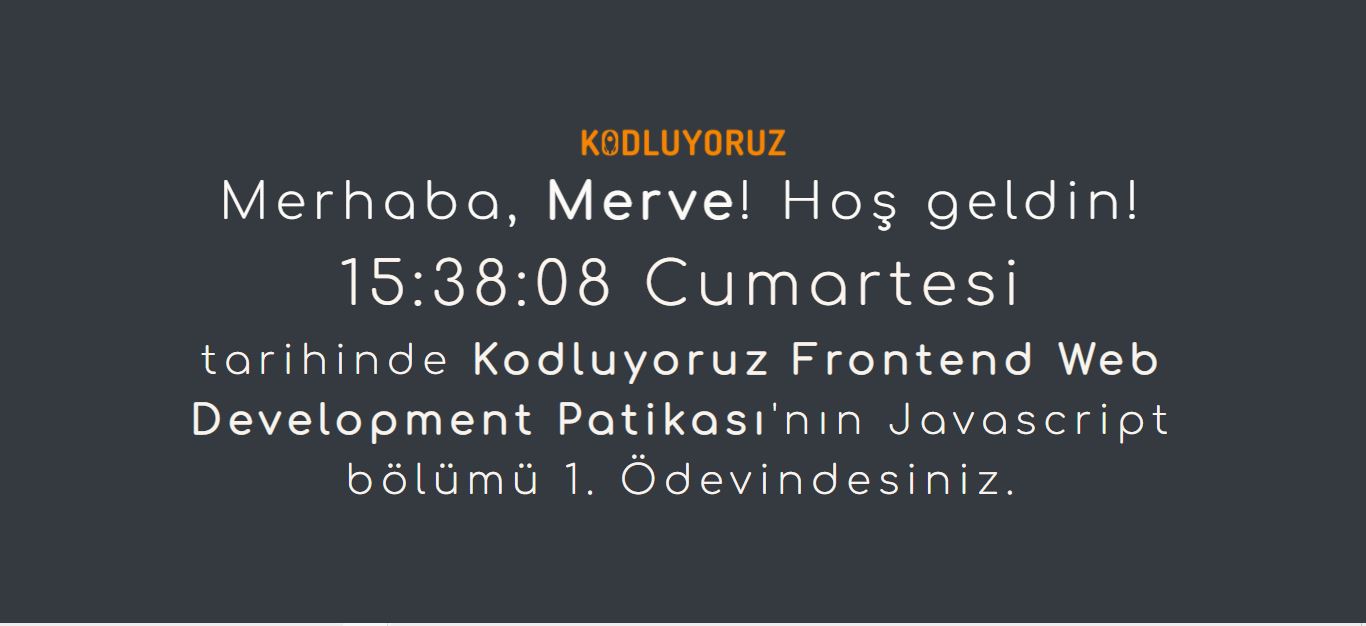 KODLUYORUZ
Merhaba, Merve! Hoş geldin!
15:38:08 Cumartesi
tarihinde Kodluyoruz Frontend Web
Development Patikası'nın Javascript
bölümü 1. Ödevindesiniz.